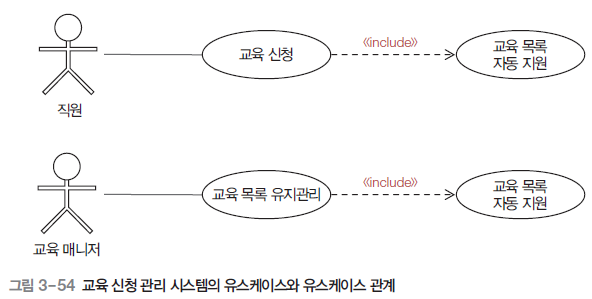 교육 신청
《include》
교육 목록
자동 지원
직원
교육 목록 유지관리
《include》
교육 목록
자동 지원
교육 매니저
그림 3-54 교육 신청 관리 시스템의 유스케이스와 유스케이스 관계